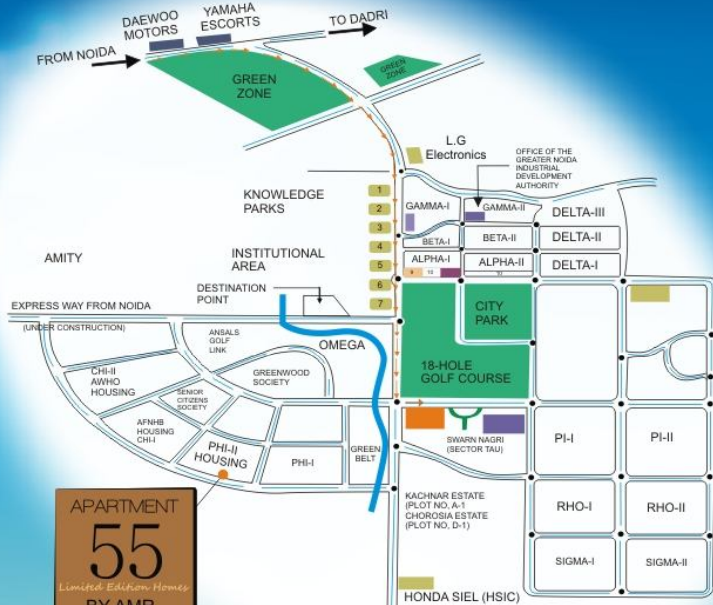 DAEWOO
MOTORS
YAMAHA
ESCORTS
TO DADRI
FROM NOIDA
GREEN
ZONE
GREEN
ZONE
L.G
Electronics
OFFICE OF THE
GREATER NOIDA
INDUSTRIAL
DEVELOPMENT
AUTHORITY
KNOWLEDGE
PARKS
1
2
3
4
5
6
7
GAMMA-I
GAMMA-II
DELTA-III
BETA-I
BETA-II
DELTA-II
ALPHA-I
ALPHA-II
DELTA-I
9
10
10
AMITY
INSTITUTIONAL
AREA
DESTINATION
POINT
EXPRESS WAY FROM NOIDA
(UNDER CONSTRUCTION)
CITY
PARK
ANSALS
GOLF
LINK
OMEGA
18-HOLE
GOLF COURSE
CHI-II
AWHO
HOUSING
GREENWOOD
SOCIETY
SENIOR
CITIZENS
SOCIETY
AFNHB
HOUSING
CHI-I
PHI-II
HOUSING
PHI-I
GREEN
BELT
SWARN NAGRI
(SECTOR TAU)
PI-I
PI-II
KACHNAR ESTATE
(PLOT NO, A-1
CHOROSIA ESTATE
(PLOT NO, D-1)
RHO-I
RHO-II
SIGMA-I
SIGMA-II
HONDA SIEL (HSIC)
APARTMENT
55
Limited Edition Homes
BY AMR